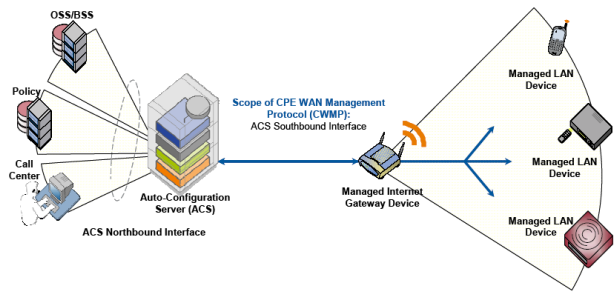 OSS/BSS
Policy
Call
Center
ACS Northbound Interface
Auto-Configuration
Server (ACS)
Scope of CPE WAN Management
Protocol (CWMP):
ACS Southbound Interface
Managed Internet
Gateway Device
Managed LAN
Device
Managed LAN
Device
Managed LAN
Device